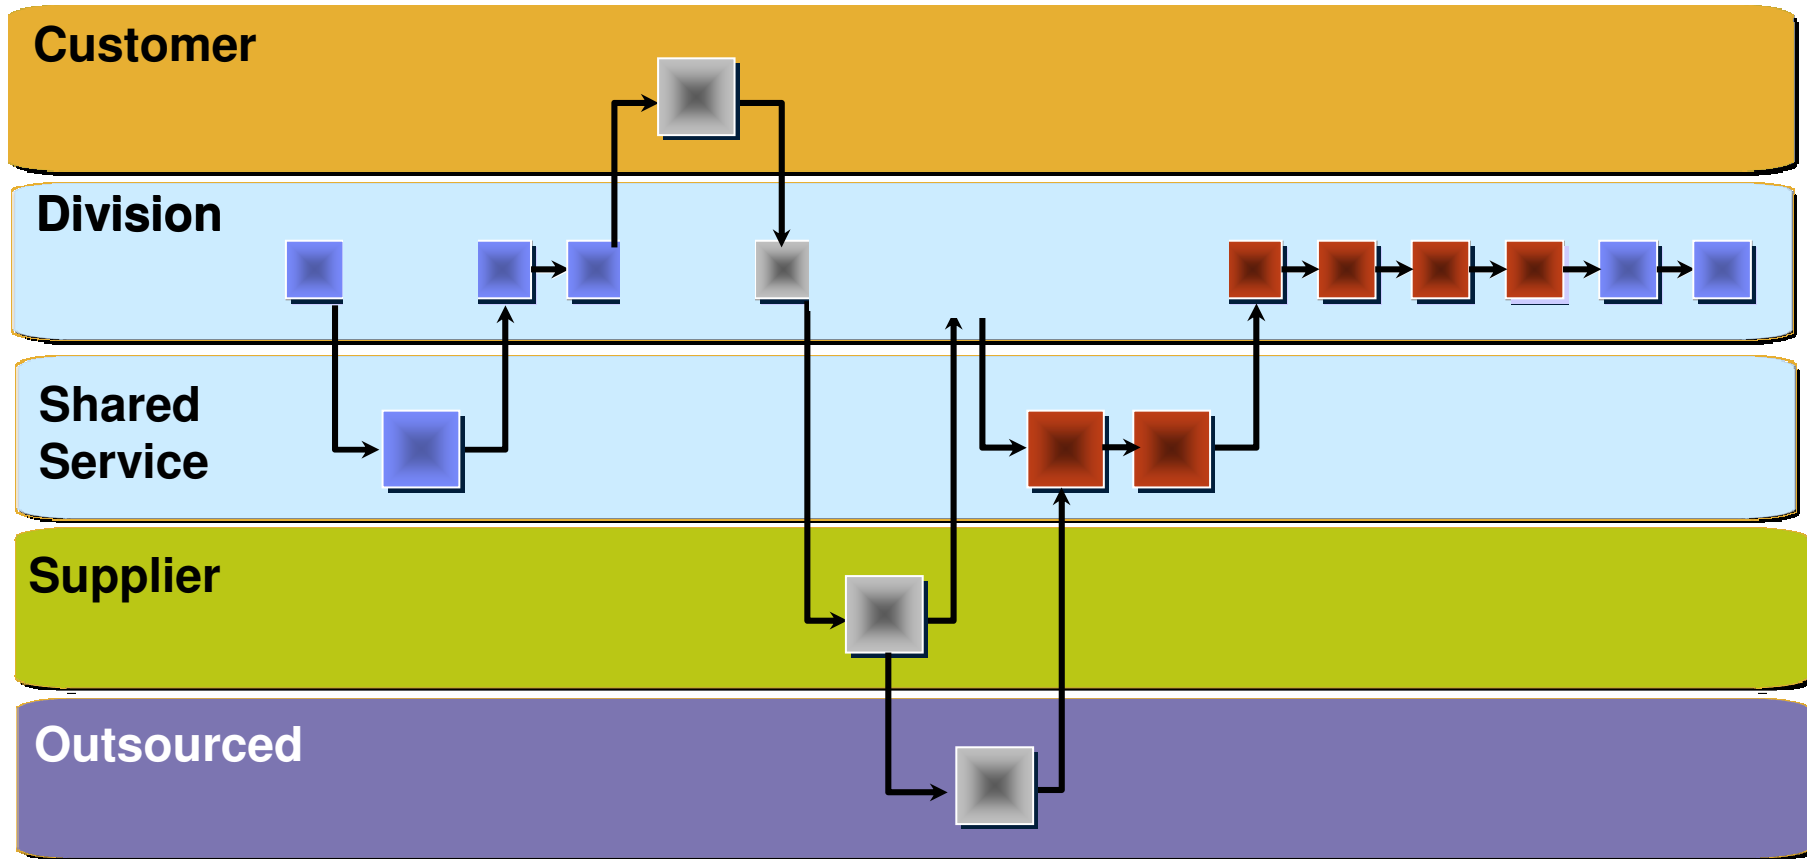 Customer
Division
Shared
Service
Supplier
Outsourced